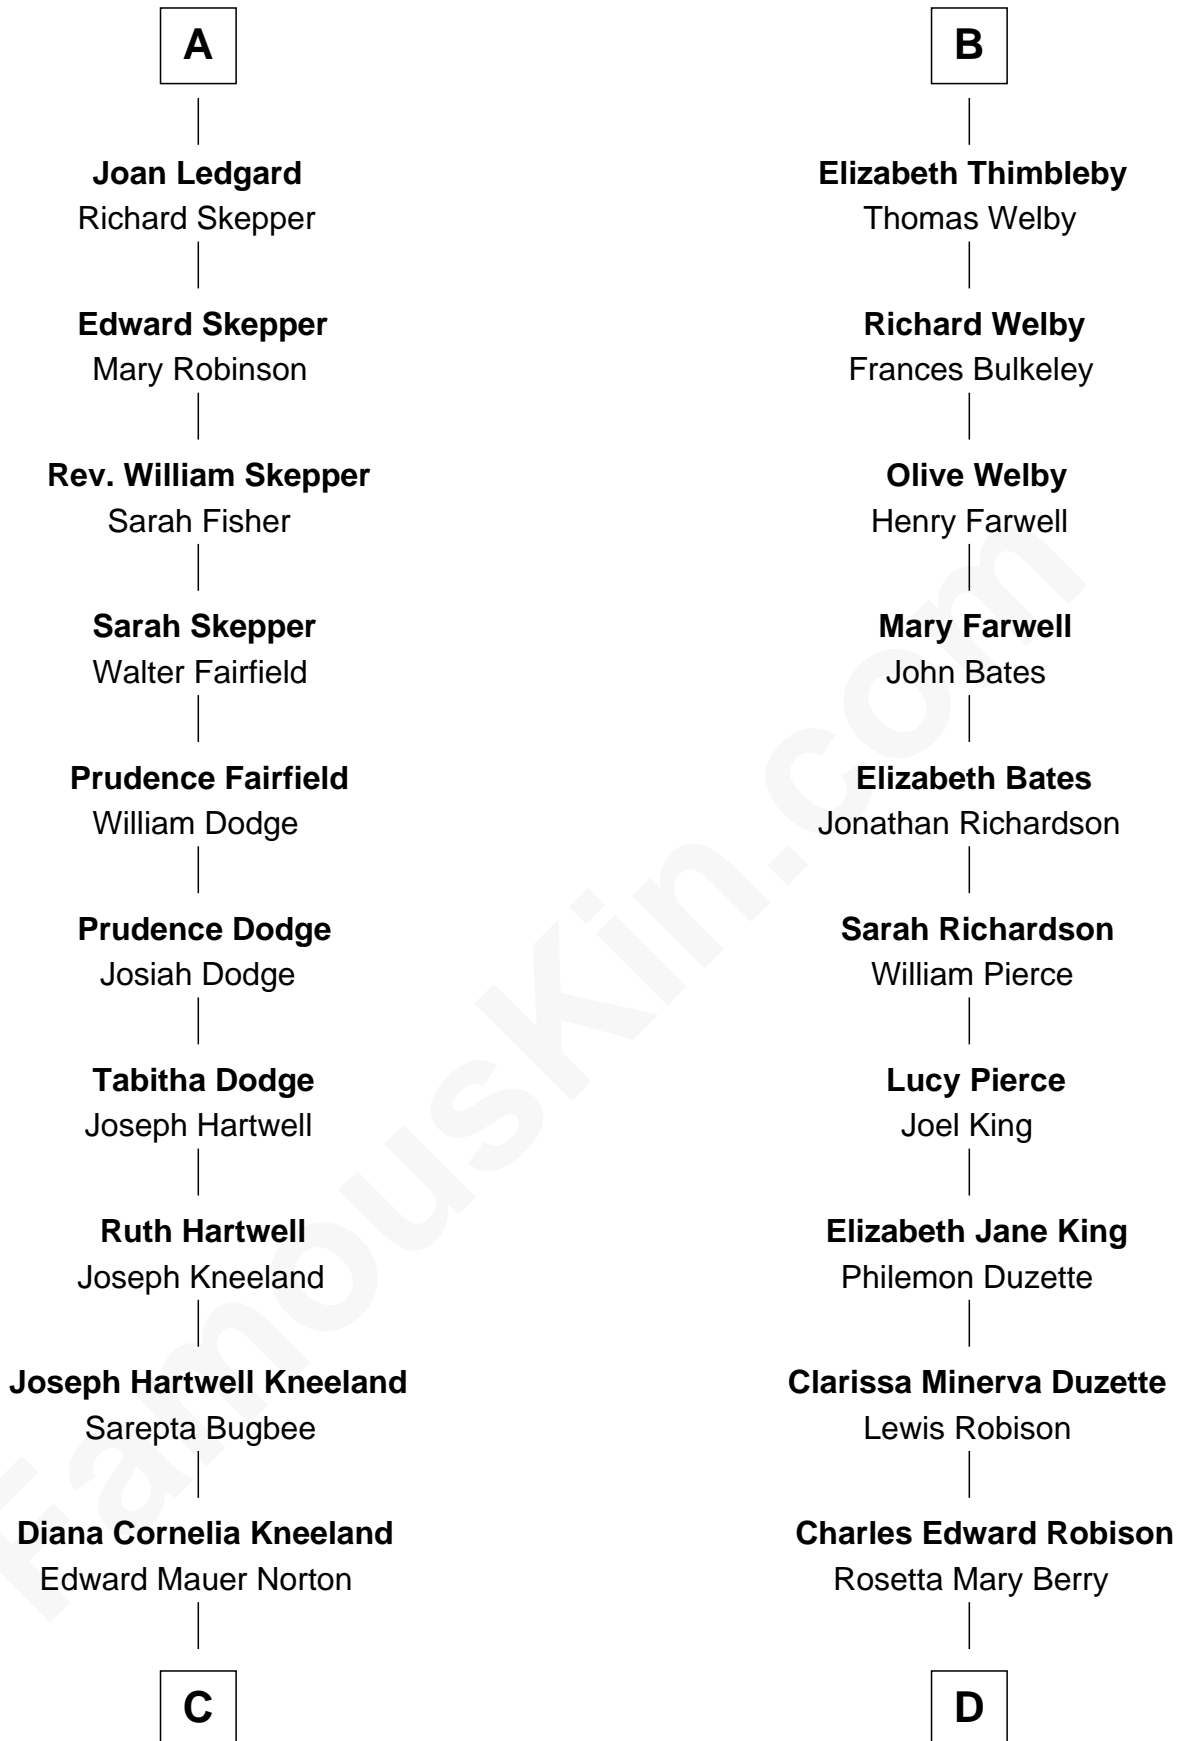 A
Joan Ledgard
Richard Skepper
Edward Skepper
Mary Robinson
Rev. William Skepper
Sarah Fisher
Sarah Skepper
Walter Fairfield
Prudence Fairfield
William Dodge
Prudence Dodge
Josiah Dodge
Tabitha Dodge
Joseph Hartwell
Ruth Hartwell
Joseph Kneeland
Joseph Hartwell Kneeland
Sarepta Bugbee
Diana Cornelia Kneeland
Edward Mauer Norton
C
B
Elizabeth Thimbleby
Thomas Welby
Richard Welby
Frances Bulkeley
Olive Welby
Henry Farwell
Mary Farwell
John Bates
Elizabeth Bates
Jonathan Richardson
Sarah Richardson
William Pierce
Lucy Pierce
Joel King
Elizabeth Jane King
Philemon Duzette
Clarissa Minerva Duzette
Lewis Robison
Charles Edward Robison
Rosetta Mary Berry
D
FamousKin.com